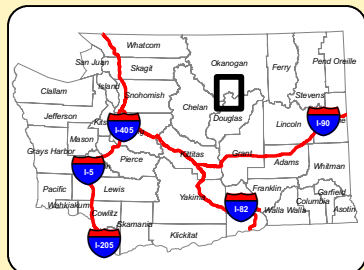 Whatcom
San Juan
Skagit
Okanogan
Ferry
Pend Oreille
Stevens
Island
Snohomish
Clallam
Chelan
Douglas
Jefferson
Kits
I-405
I-90
Lincoln
Mason
Grays Harbor
Kittitas
Grant
I-5
Pierce
Adams
Whitman
Pacific
Lewis
Yakima
I-82
Franklin
Garfield
Wahkiakum
Cowlitz
Walla Walla
Columbia
Asotin
Skamania
I-205
Klickitat